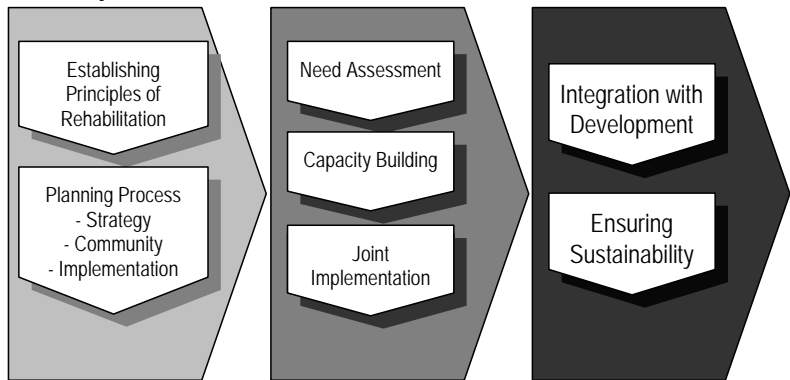 Establishing
Principles of
Rehabilitation
Planning Process
- Strategy
- Community
- Implementation
Need Assessment
Capacity Building
Joint
Implementation
Integration with
Development
Ensuring
Sustainability